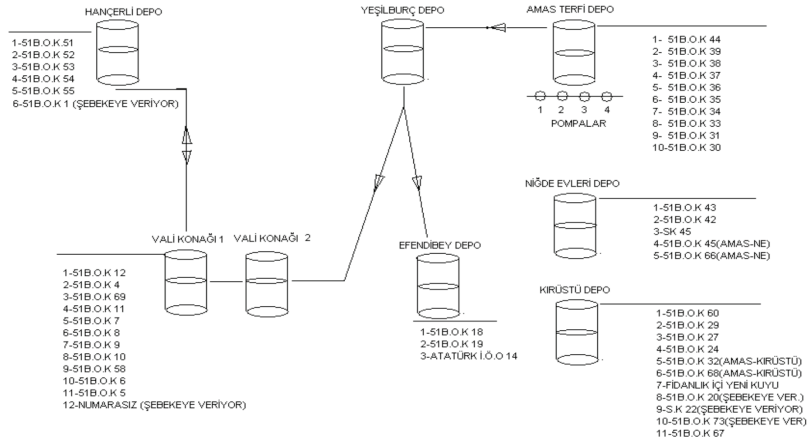 HANÇERLİ DEPO
1-51B.O.K 51
2-51B.O.K 52
3-51B.O.K 53
4-51B.O.K 54
5-51B.O.K 55
6-51B.O.K 1 (ŞEBEKEYE VERİYOR)
YEŞİLBURÇ DEPO
AMAS TERFİ DEPO
1 2 3 4
POMPALAR
1- 51B.O.K 44
2- 51B.O.K 39
3- 51B.O.K 38
4- 51B.O.K 37
5- 51B.O.K 36
6- 51B.O.K 35
7- 51B.O.K 34
8- 51B.O.K 33
9- 51B.O.K 31
10-51B.O.K 30
NİĞDE EVLERİ DEPO
1-51B.O.K 43
2-51B.O.K 42
3-SK 45
4-51B.O.K 45(AMAS-NE)
5-51B.O.K 66(AMAS-NE)
VALİ KONAĞI 1
VALİ KONAĞI 2
1-51B.O.K 12
2-51B.O.K 4
3-51B.O.K 69
4-51B.O.K 11
5-51B.O.K 7
6-51B.O.K 8
7-51B.O.K 9
8-51B.O.K 10
9-51B.O.K 58
10-51B.O.K 6
11-51B.O.K 5
12-NUMARASIZ (ŞEBEKEYE VERİYOR)
EFENDİBEY DEPO
1-51B.O.K 18
2-51B.O.K 19
3-ATATÜRK İ.Ö.O 14
KIRÜSTÜ DEPO
1-51B.O.K 60
2-51B.O.K 29
3-51B.O.K 27
4-51B.O.K 24
5-51B.O.K 32(AMAS-KIRÜSTÜ)
6-51B.O.K 68(AMAS-KIRÜSTÜ)
7-FİDANLIK İÇİ YENİ KUYU
8-51B.O.K 20(ŞEBEKEYE VER.)
9-S.K 22(ŞEBEKEYE VERİYOR)
10-51B.O.K 73(ŞEBEKEYE VER)
11-51B.O.K 67